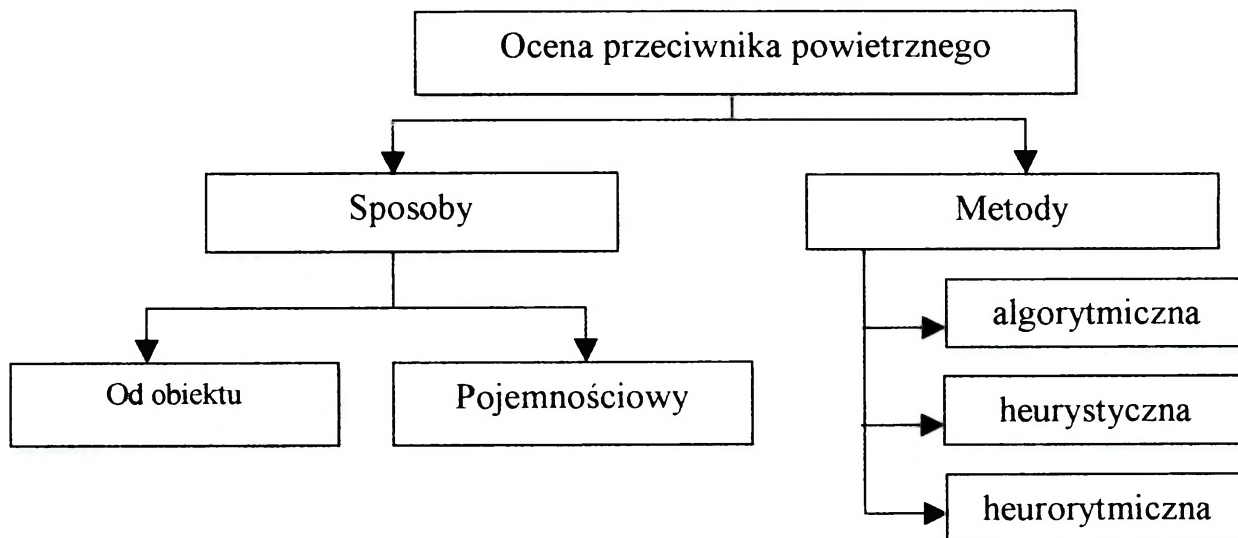 Ocena przeciwnika powietrznego
Sposoby
Metody
Od obiektu
Pojemnościowy
algorytmiczna
heurystyczna
heurorytmiczna